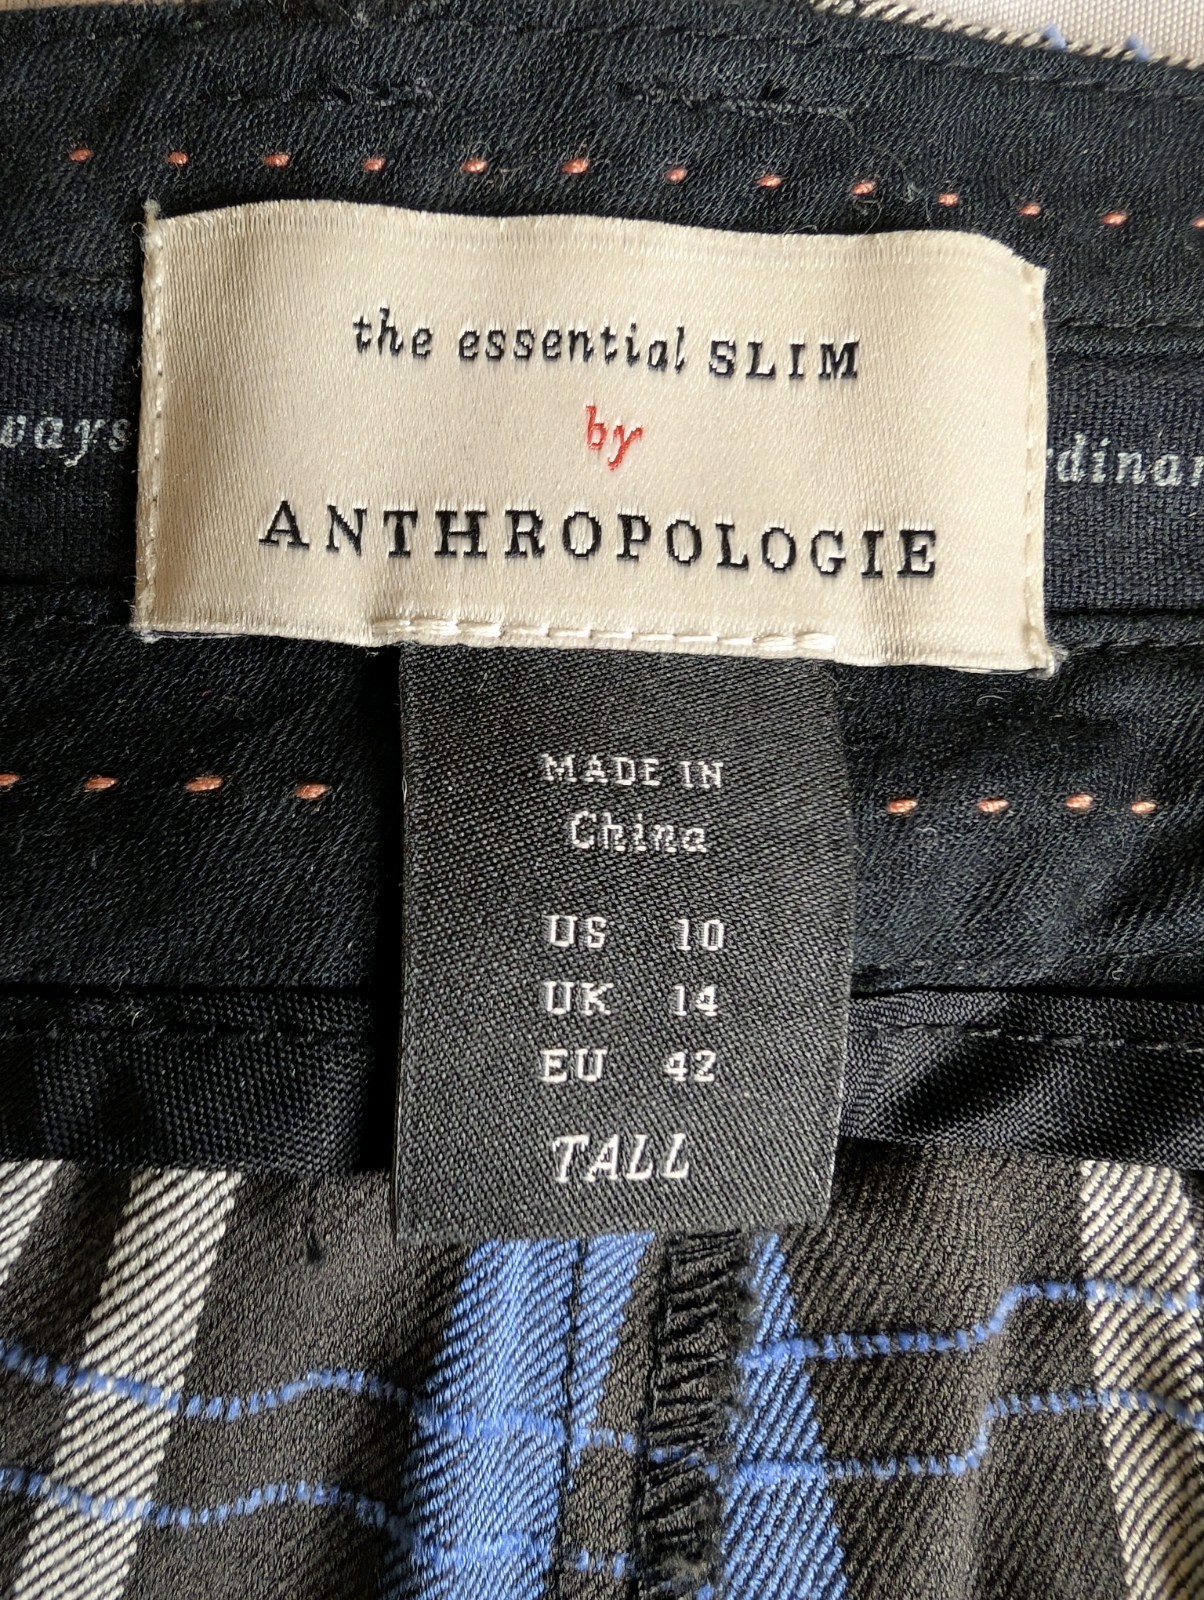 the essential SLIM
by
ANTHROPOLOGIE
MADE IN
China
US 10
UK 14
EU 42
TALL